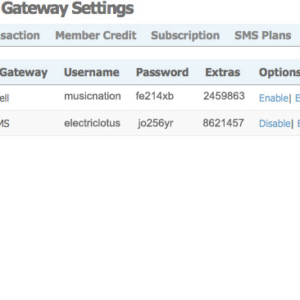 Gateway Settings
saction Member Credit Subscription SMS Plans
Gateway Username Password Extras Options
ell musicnation fe214xb 2459863 Enable| E
MS electriclotus jo256yr 8621457 Disable| E